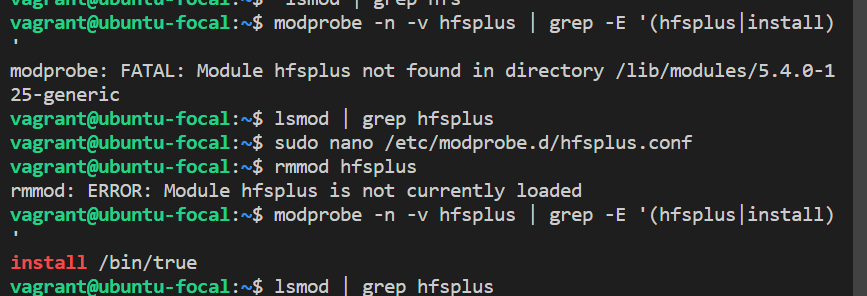 vagrant@ubuntu-focal:~$ lsmod | grep hfs
vagrant@ubuntu-focal:~$ modprobe -n -v hfsplus | grep -E '(hfsplus|install)
'
modprobe: FATAL: Module hfsplus not found in directory /lib/modules/5.4.0-1
25-generic
vagrant@ubuntu-focal:~$ lsmod | grep hfsplus
vagrant@ubuntu-focal:~$ sudo nano /etc/modprobe.d/hfsplus.conf
vagrant@ubuntu-focal:~$ rmmod hfsplus
rmmod: ERROR: Module hfsplus is not currently loaded
vagrant@ubuntu-focal:~$ modprobe -n -v hfsplus | grep -E '(hfsplus|install)
'
install /bin/true
vagrant@ubuntu-focal:~$ lsmod | grep hfsplus